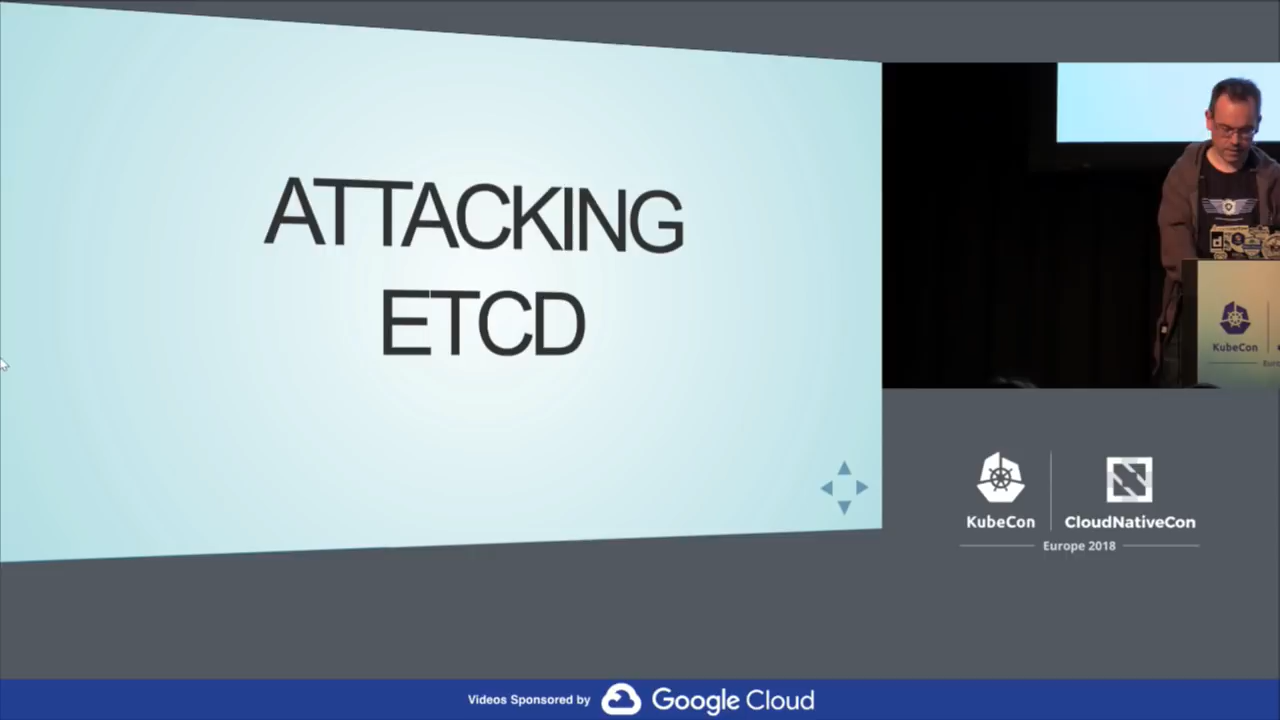 ATTACKING
ETCD
KubeCon
KubeCon
CloudNativeCon
Europe 2018
Videos Sponsored by
Google Cloud